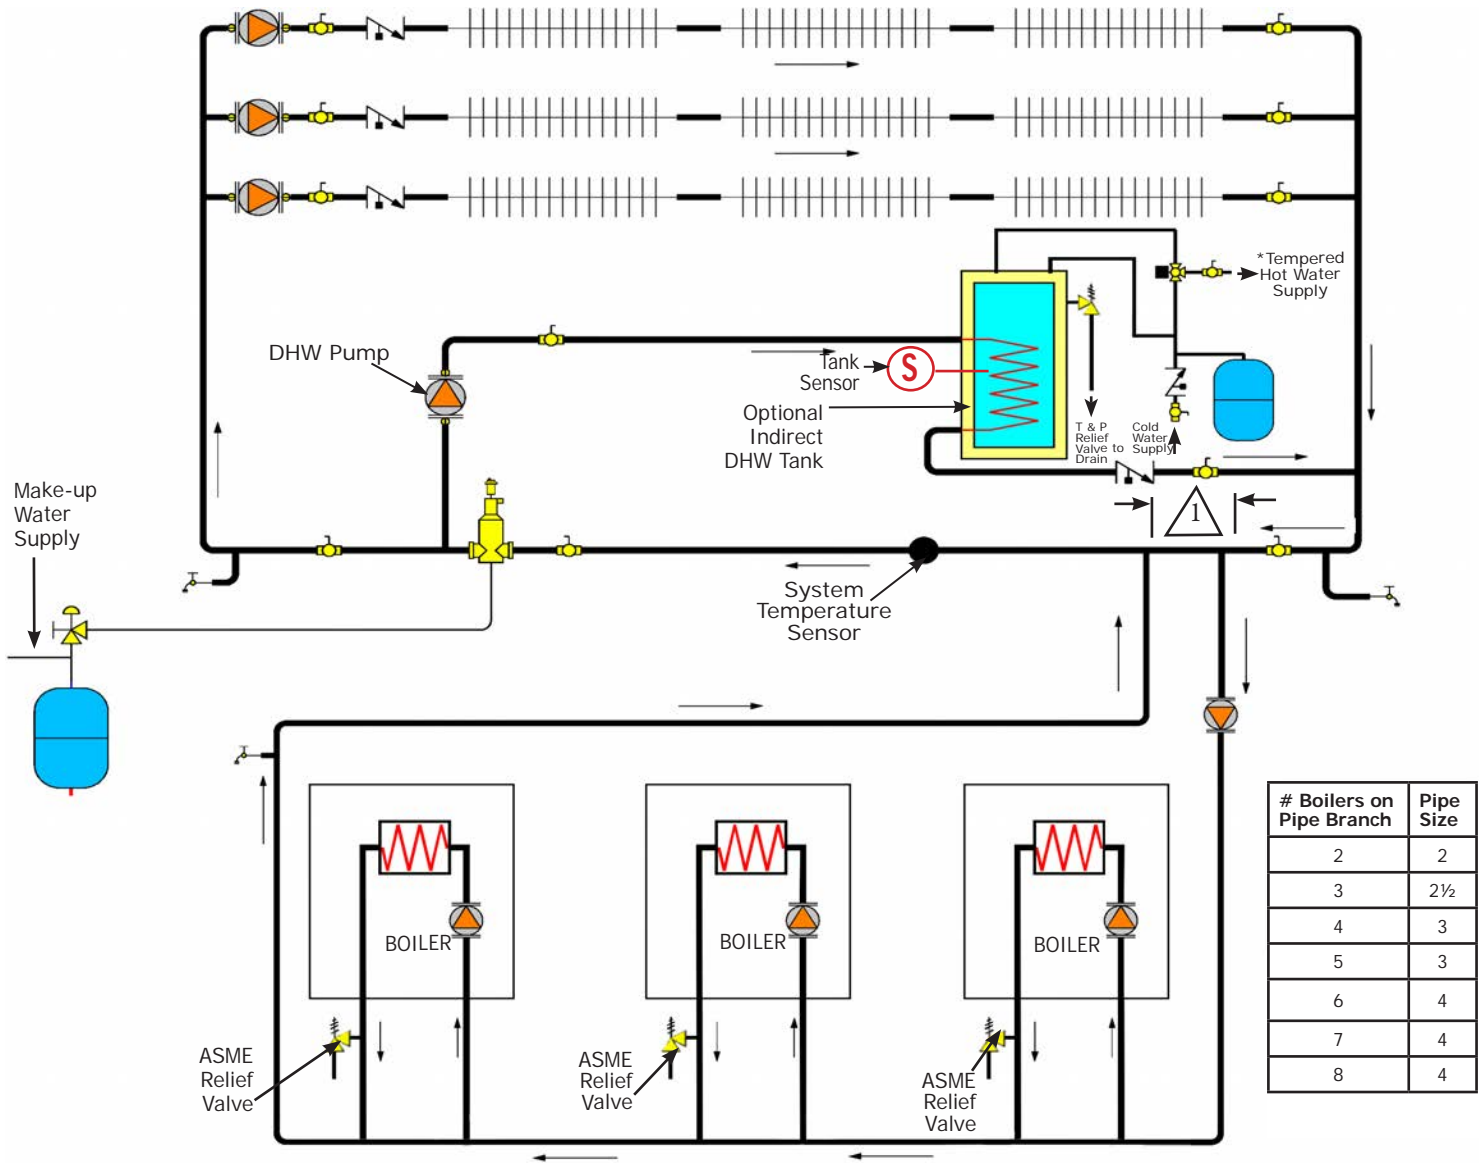 *Tempered
Hot Water
Supply
DHW Pump
Tank
Sensor
S
Optional
Indirect
DHW Tank
T & P
Relief
Valve to
Drain
Cold
Water
Supply
Make-up
Water
Supply
1
System
Temperature
Sensor
BOILER
BOILER
BOILER
ASME
Relief
Valve
ASME
Relief
Valve
ASME
Relief
Valve
# Boilers on Pipe
Pipe Branch Size
2 2
3 2½
4 3
5 3
6 4
7 4
8 4